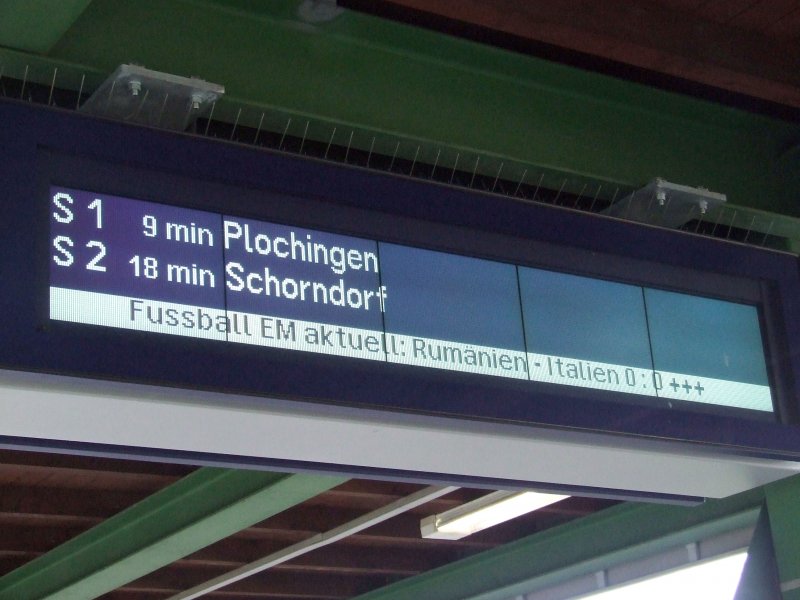 S 1 9 min Plochingen
S 2 18 min Schorndorf
Fussball EM aktuell: Rumänien - Italien 0 : 0 +++